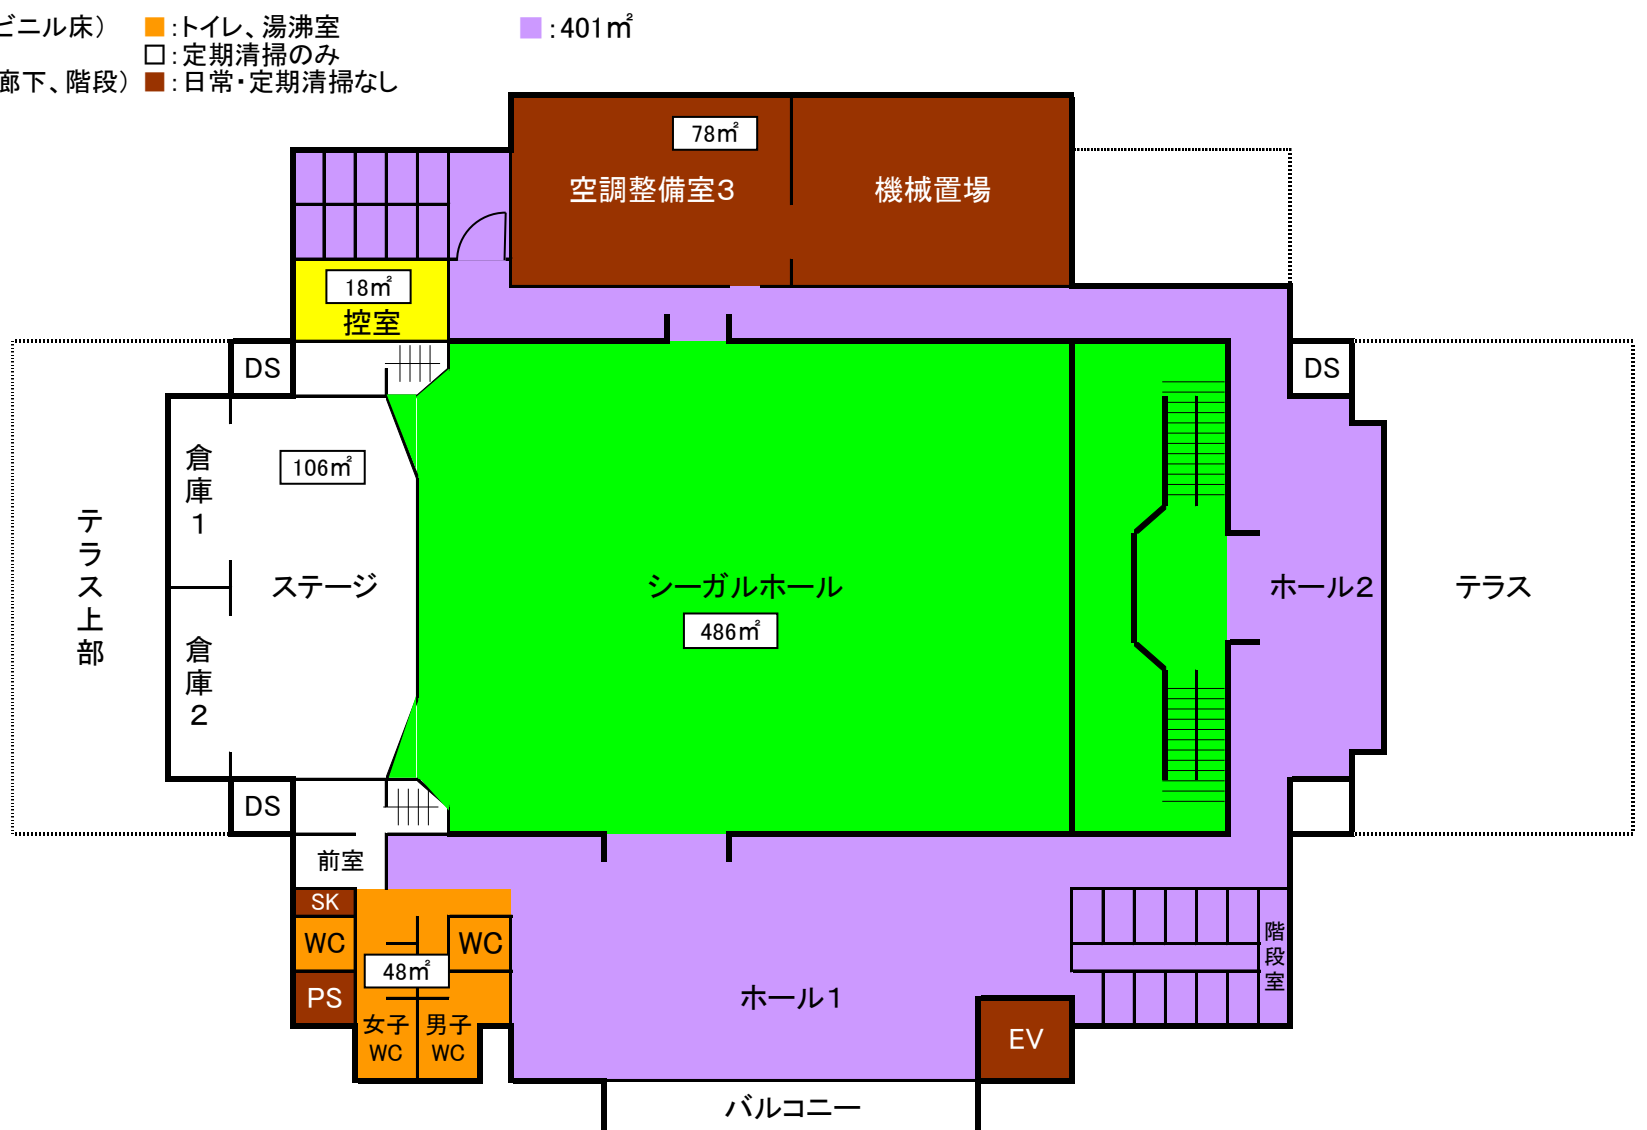 ビニル床) ■:トイレ、湯沸室 ■:401㎡
□:定期清掃のみ
廊下、階段) ■:日常・定期清掃なし
78㎡
空調整備室3
機械置場
18㎡
控室
DS
DS
倉庫1
106㎡
テラス上部
ステージ
シーガルホール
486㎡
ホール2
テラス
倉庫2
DS
前室
SK
WC
WC
48㎡
PS
女子
WC
男子
WC
ホール1
階段室
EV
バルコニー